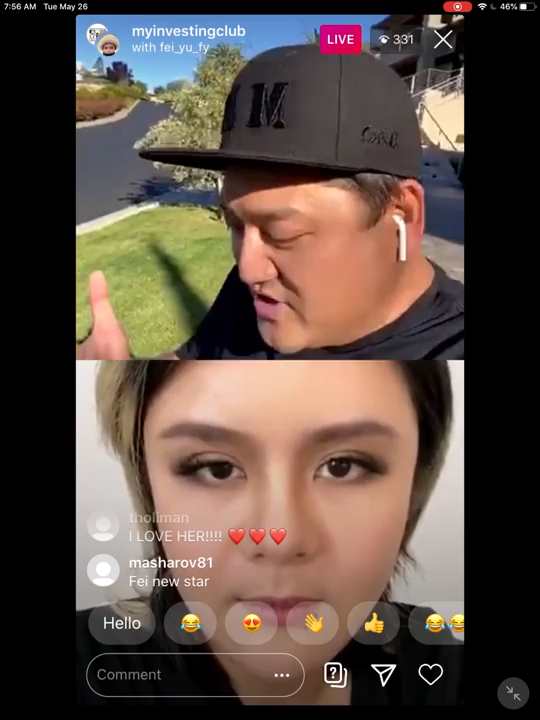 7:56 AM Tue May 26
46%
myinvestingclub
with fei_yu_fy
LIVE
331
M
tholiman
I LOVE HER!!!! ❤️❤️❤️
masharov81
Fei new star
Hello 😂 😍 👋 👍 😂😂
Comment